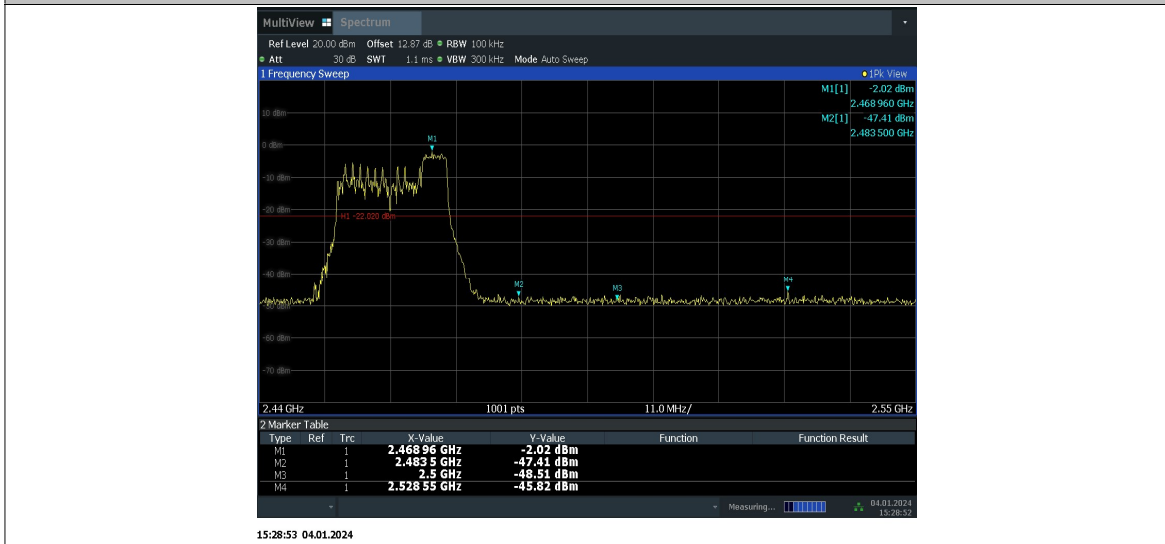 MultiView Spectrum
Ref Level 20.00 dBm Offset 12.87 dB RBW 100 kHz
Att 30 dB SWT 1.1 ms VBW 300 kHz Mode Auto Sweep
1 Frequency Sweep 1Pk View
M1[1] -2.02 dBm
2.468 960 GHz
M2[1] -47.41 dBm
2.483 500 GHz
10 dBm
0 dBm
M1
-10 dBm
-20 dBm
H1 -22.020 dBm
-30 dBm
-40 dBm
M2
M3
M4
-50 dBm
-60 dBm
-70 dBm
2.44 GHz 1001 pts 11.0 MHz/ 2.55 GHz
2 Marker Table
Type Ref Trc X-Value Y-Value Function Function Result
M1 1 2.468 96 GHz -2.02 dBm
M2 1 2.483 5 GHz -47.41 dBm
M3 1 2.5 GHz -48.51 dBm
M4 1 2.528 55 GHz -45.82 dBm
Measuring... 04.01.2024
15:28:52
15:28:53 04.01.2024